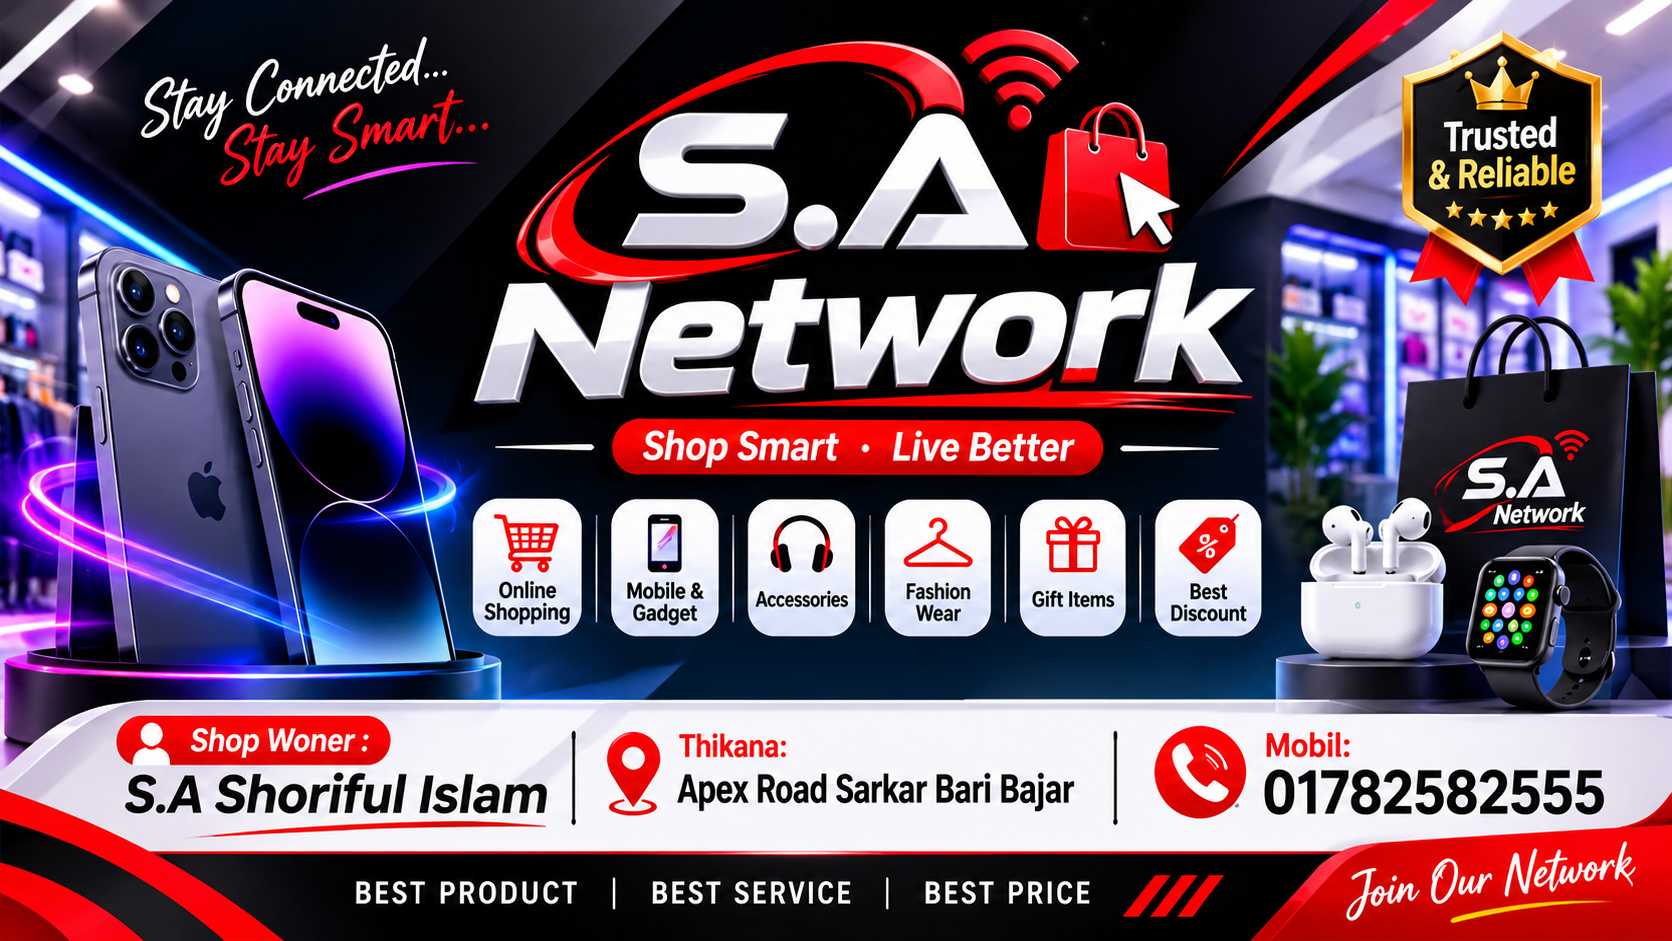 Stay Connected...
Stay Smart...
S.A
Network
Trusted
& Reliable
Shop Smart · Live Better
Online
Shopping
Mobile &
Gadget
Accessories
Fashion
Wear
Gift Items
Best
Discount
S.A
Network
Shop Woner :
S.A Shoriful Islam
Thikana:
Apex Road Sarkar Bari Bajar
Mobil:
01782582555
BEST PRODUCT | BEST SERVICE | BEST PRICE
Join Our Network